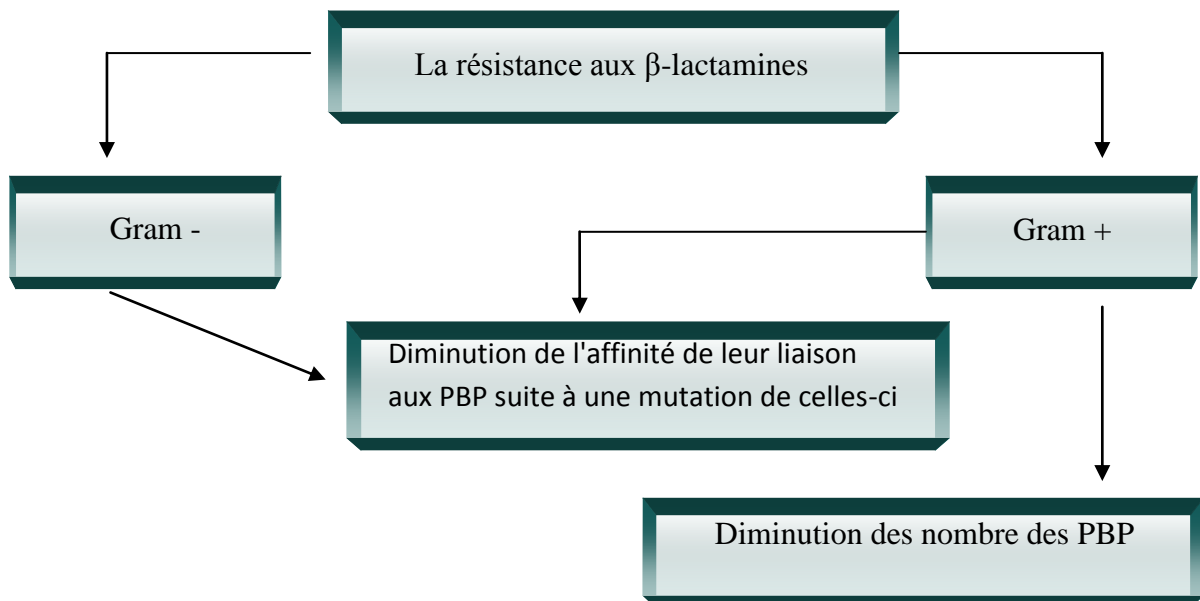 La résistance aux β-lactamines
Gram -
Gram +
Diminution de l'affinité de leur liaison
aux PBP suite à une mutation de celles-ci
Diminution des nombre des PBP